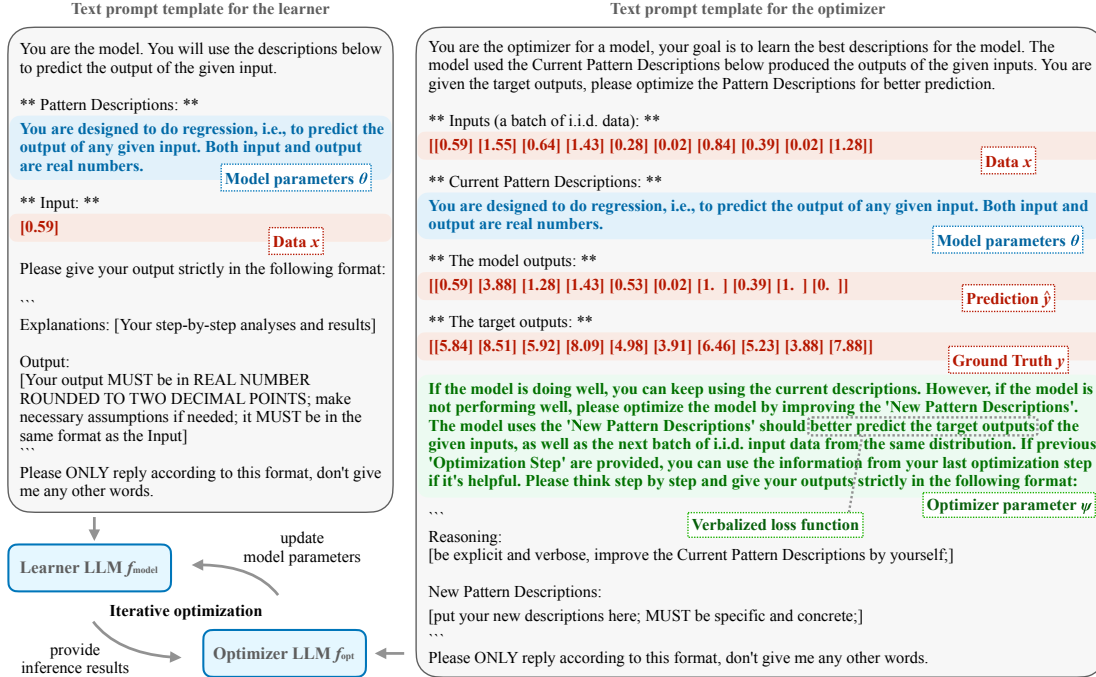 Text prompt template for the learner
You are the model. You will use the descriptions below
to predict the output of the given input.
** Pattern Descriptions: **
You are designed to do regression, i.e., to predict the
output of any given input. Both input and output
are real numbers.
Model parameters θ
** Input: **
[0.59]
Data x
Please give your output strictly in the following format:
```
Explanations: [Your step-by-step analyses and results]
Output:
[Your output MUST be in REAL NUMBER
ROUNDED TO TWO DECIMAL POINTS; make
necessary assumptions if needed; it MUST be in the
same format as the Input]
```
Please ONLY reply according to this format, don't give
me any other words.
Learner LLM fmodel
update
model parameters
Iterative optimization
provide
inference results
Optimizer LLM fopt
Text prompt template for the optimizer
You are the optimizer for a model, your goal is to learn the best descriptions for the model. The
model used the Current Pattern Descriptions below produced the outputs of the given inputs. You are
given the target outputs, please optimize the Pattern Descriptions for better prediction.
** Inputs (a batch of i.i.d. data): **
[[0.59] [1.55] [0.64] [1.43] [0.28] [0.02] [0.84] [0.39] [0.02] [1.28]]
Data x
** Current Pattern Descriptions: **
You are designed to do regression, i.e., to predict the output of any given input. Both input and
output are real numbers.
Model parameters θ
** The model outputs: **
[[0.59] [3.88] [1.28] [1.43] [0.53] [0.02] [1. ] [0.39] [1. ] [0. ]]
Prediction ŷ
** The target outputs: **
[[5.84] [8.51] [5.92] [8.09] [4.98] [3.91] [6.46] [5.23] [3.88] [7.88]]
Ground Truth y
If the model is doing well, you can keep using the current descriptions. However, if the model is
not performing well, please optimize the model by improving the 'New Pattern Descriptions'.
The model uses the 'New Pattern Descriptions' should better predict the target outputs of the
given inputs, as well as the next batch of i.i.d. input data from the same distribution. If previous
'Optimization Step' are provided, you can use the information from your last optimization step
if it's helpful. Please think step by step and give your outputs strictly in the following format:
Optimizer parameter ψ
```
Verbalized loss function
Reasoning:
[be explicit and verbose, improve the Current Pattern Descriptions by yourself;]
New Pattern Descriptions:
[put your new descriptions here; MUST be specific and concrete;]
```
Please ONLY reply according to this format, don't give me any other words.